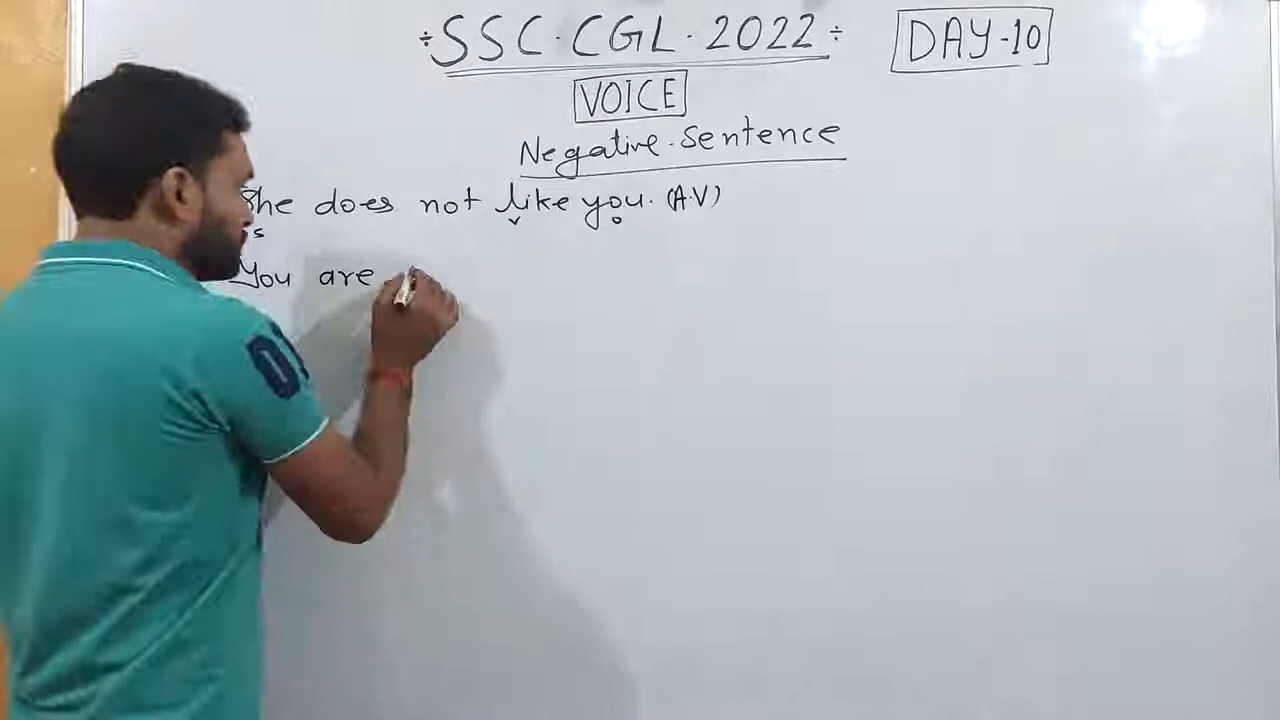 ÷SSC·CGL·2022÷ DAY-10
VOICE
Negative-Sentence
She does not like you. (A.V)
s v o
You are